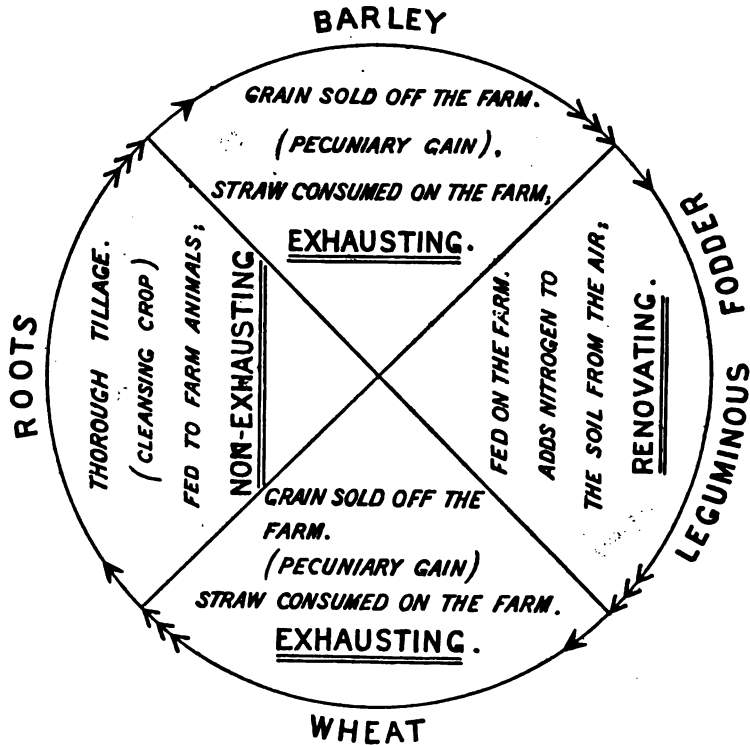 BARLEY
GRAIN SOLD OFF THE FARM.
(PECUNIARY GAIN).
STRAW CONSUMED ON THE FARM,
EXHAUSTING.
LEGUMINOUS FODDER
FED ON THE FARM.
ADDS NITROGEN TO
THE SOIL FROM THE AIR;
RENOVATING.
GRAIN SOLD OFF THE
FARM.
(PECUNIARY GAIN)
STRAW CONSUMED ON THE FARM.
EXHAUSTING.
WHEAT
ROOTS
THOROUGH TILLAGE.
(CLEANSING CROP)
FED TO FARM ANIMALS;
NON-EXHAUSTING